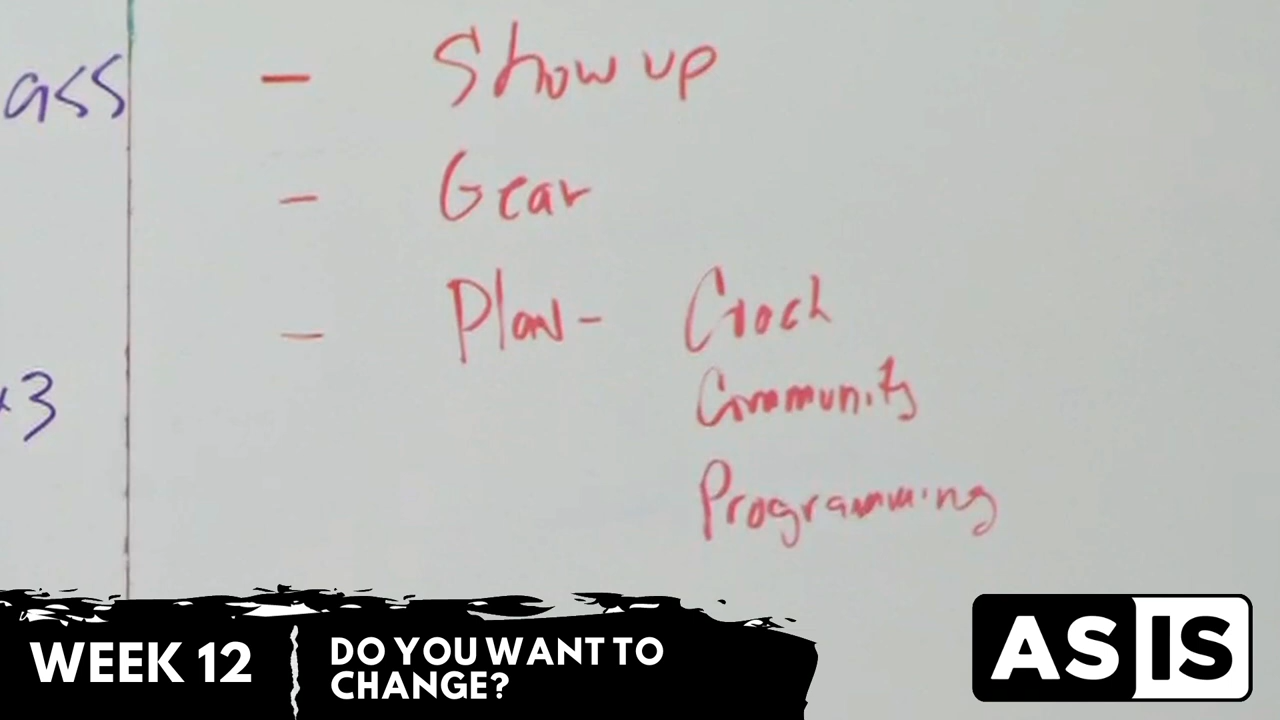 ass
- Show up
- Gear
- Plan - Coach
Community
Programming
x3
WEEK 12
DO YOU WANT TO
CHANGE?
AS IS